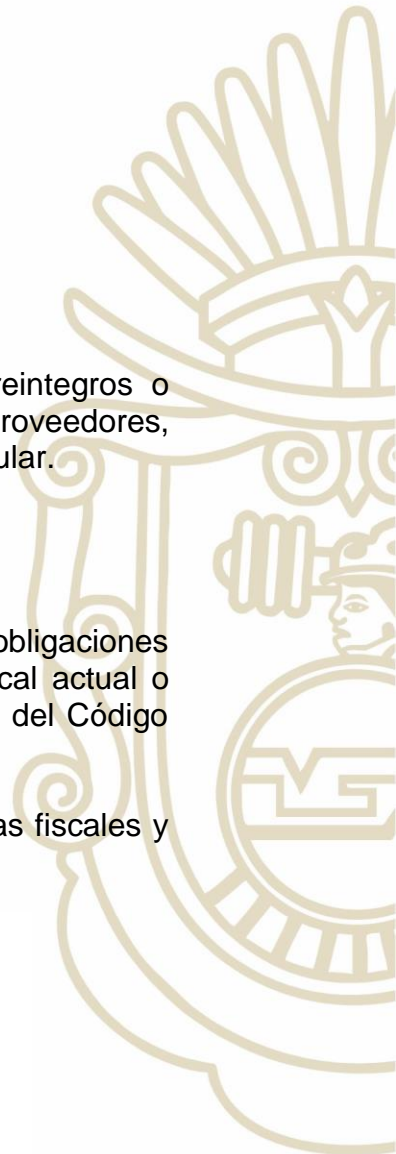 reintegros o
proveedores,
ular.
obligaciones
cal actual o
del Código
as fiscales y